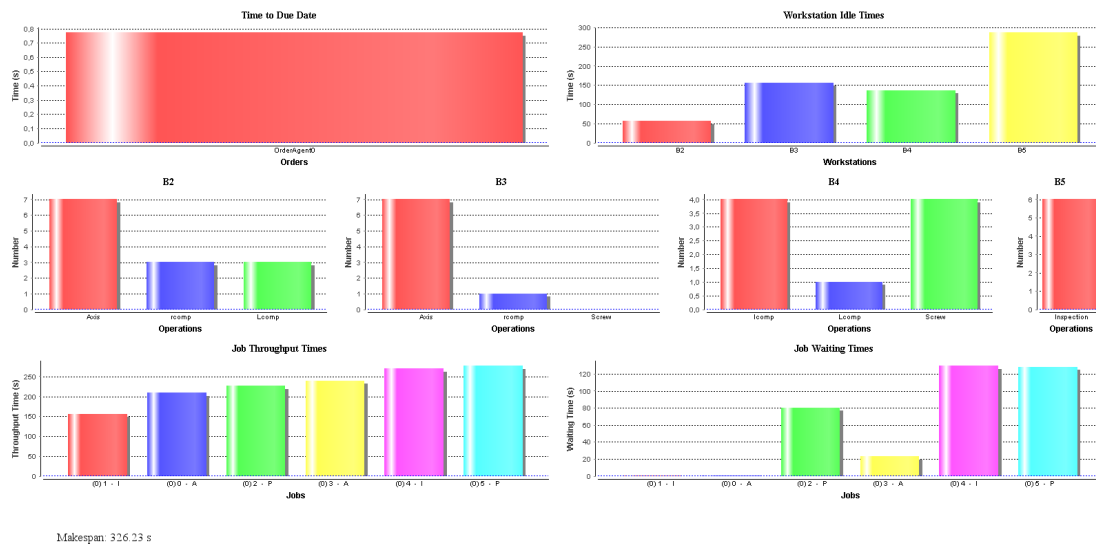 Time to Due Date
Workstation Idle Times
Time (s)
0,8
0,7
0,6
0,5
0,4
0,3
0,2
0,1
0,0
OrderAgent0
Orders
Time (s)
300
250
200
150
100
50
0
B2 B3 B4 B5
Workstations
B2
Number
7
6
5
4
3
2
1
0
Axis rcomp Lcomp
Operations
B3
Number
7
6
5
4
3
2
1
0
Axis rcomp Screw
Operations
B4
Number
4,0
3,5
3,0
2,5
2,0
1,5
1,0
0,5
0,0
Icomp Lcomp Screw
Operations
B5
Number
6
5
4
3
2
1
0
Inspection
Operations
Job Throughput Times
Throughput Time (s)
250
200
150
100
50
0
(0)1 - I (0)0 - A (0)2 - P (0)3 - A (0)4 - I (0)5 - P
Jobs
Job Waiting Times
Waiting Time (s)
120
100
80
60
40
20
0
(0)1 - I (0)0 - A (0)2 - P (0)3 - A (0)4 - I (0)5 - P
Jobs
Makespan: 326.23 s